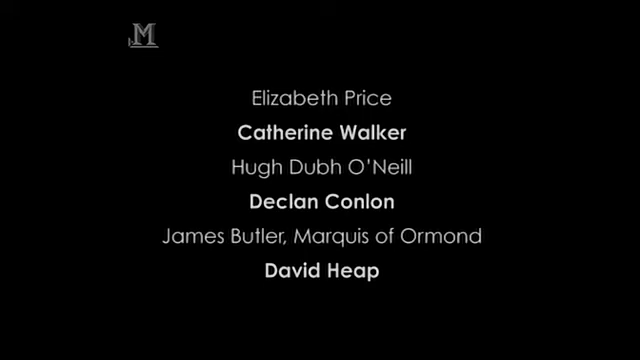 M
Elizabeth Price
Catherine Walker
Hugh Dubh O'Neill
Declan Conlon
James Butler, Marquis of Ormond
David Heap